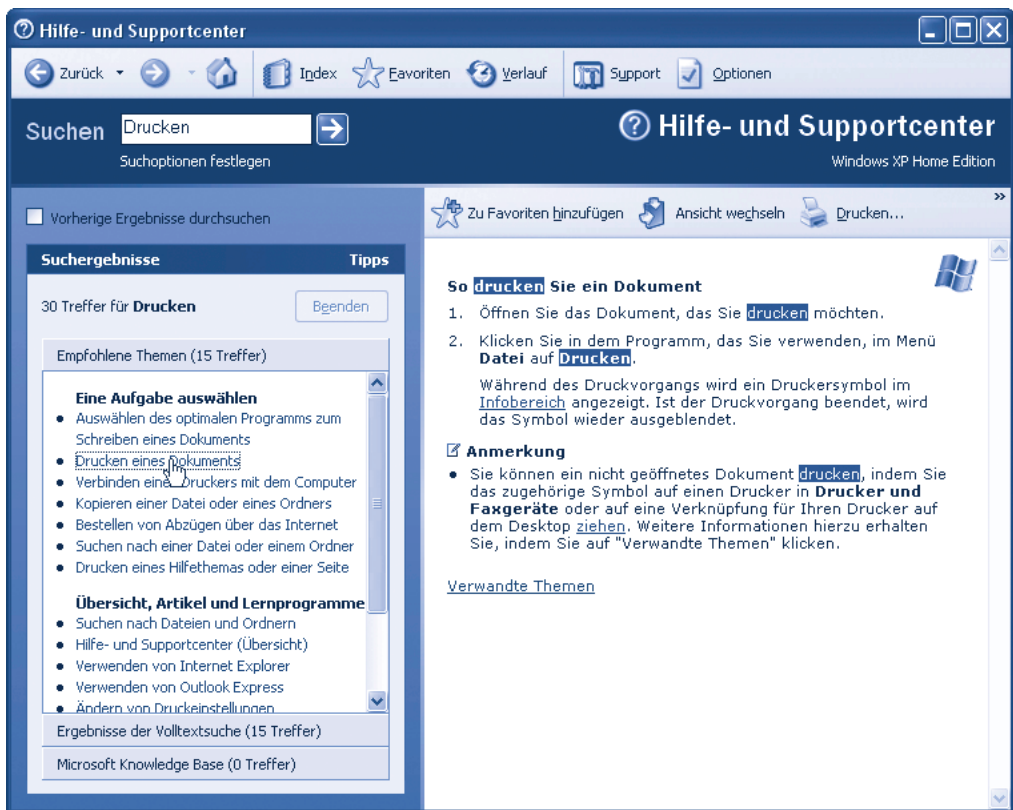 Hilfe- und Supportcenter
Zurück
Index
Favoriten
Verlauf
Support
Optionen
Suchen
Drucken
Suchoptionen festlegen
Hilfe- und Supportcenter
Windows XP Home Edition
Vorherige Ergebnisse durchsuchen
Suchergebnisse
Tipps
30 Treffer für Drucken
Beenden
Empfohlene Themen (15 Treffer)
Eine Aufgabe auswählen
• Auswählen des optimalen Programms zum
Schreiben eines Dokuments
• Drucken eines Dokuments
• Verbinden eines Druckers mit dem Computer
• Kopieren einer Datei oder eines Ordners
• Bestellen von Abzügen über das Internet
• Suchen nach einer Datei oder einem Ordner
• Drucken eines Hilfethemas oder einer Seite
Übersicht, Artikel und Lernprogramme
• Suchen nach Dateien und Ordnern
• Hilfe- und Supportcenter (Übersicht)
• Verwenden von Internet Explorer
• Verwenden von Outlook Express
• Ändern von Druckeinstellungen
Ergebnisse der Volltextsuche (15 Treffer)
Microsoft Knowledge Base (0 Treffer)
Zu Favoriten hinzufügen
Ansicht wechseln
Drucken...
»
So drucken Sie ein Dokument
1. Öffnen Sie das Dokument, das Sie drucken möchten.
2. Klicken Sie in dem Programm, das Sie verwenden, im Menü
Datei auf Drucken.
Während des Druckvorgangs wird ein Druckersymbol im
Infobereich angezeigt. Ist der Druckvorgang beendet, wird
das Symbol wieder ausgeblendet.
Anmerkung
• Sie können ein nicht geöffnetes Dokument drucken, indem Sie
das zugehörige Symbol auf einen Drucker in Drucker und
Faxgeräte oder auf eine Verknüpfung für Ihren Drucker auf
dem Desktop ziehen. Weitere Informationen hierzu erhalten
Sie, indem Sie auf "Verwandte Themen" klicken.
Verwandte Themen